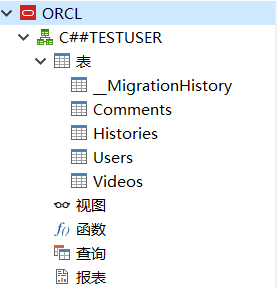 ORCL
C##TESTUSER
表
__MigrationHistory
Comments
Histories
Users
Videos
视图
f() 函数
查询
报表